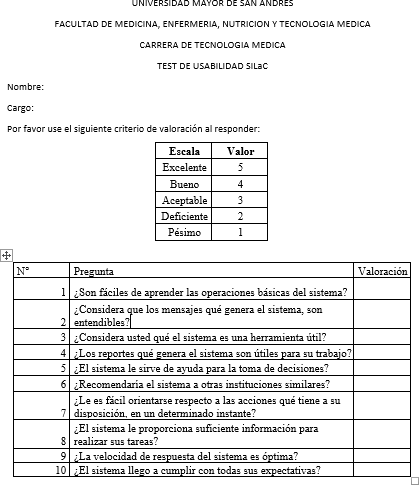 UNIVERSIDAD MAYOR DE SAN ANDRES
FACULTAD DE MEDICINA, ENFERMERIA, NUTRICION Y TECNOLOGIA MEDICA
CARRERA DE TECNOLOGIA MEDICA
TEST DE USABILIDAD SILaC
Nombre:
Cargo:
Por favor use el siguiente criterio de valoración al responder:
Escala Valor
Excelente 5
Bueno 4
Aceptable 3
Deficiente 2
Pésimo 1
N° Pregunta Valoración
1 ¿Son fáciles de aprender las operaciones básicas del sistema?
¿Considera que los mensajes qué genera el sistema, son
2 entendibles?
3 ¿Considera usted qué el sistema es una herramienta útil?
4 ¿Los reportes qué genera el sistema son útiles para su trabajo?
5 ¿El sistema le sirve de ayuda para la toma de decisiones?
6 ¿Recomendaría el sistema a otras instituciones similares?
¿Le es fácil orientarse respecto a las acciones qué tiene a su
7 disposición, en un determinado instante?
¿El sistema le proporciona suficiente información para
8 realizar sus tareas?
9 ¿La velocidad de respuesta del sistema es óptima?
10 ¿El sistema llego a cumplir con todas sus expectativas?